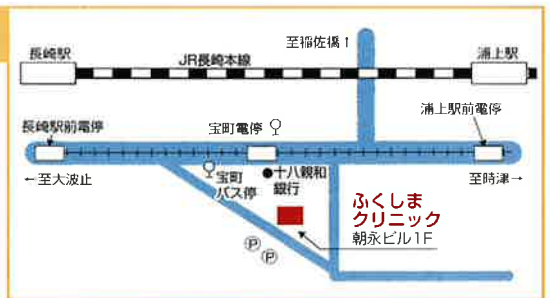 至稲佐橋↑
長崎駅
JR長崎本線
浦上駅
長崎駅前電停
宝町電停
浦上駅前電停
←至大波止
宝町
バス停
●十八親和
銀行
至時津→
ふくしま
クリニック
朝永ビル1F
P
P